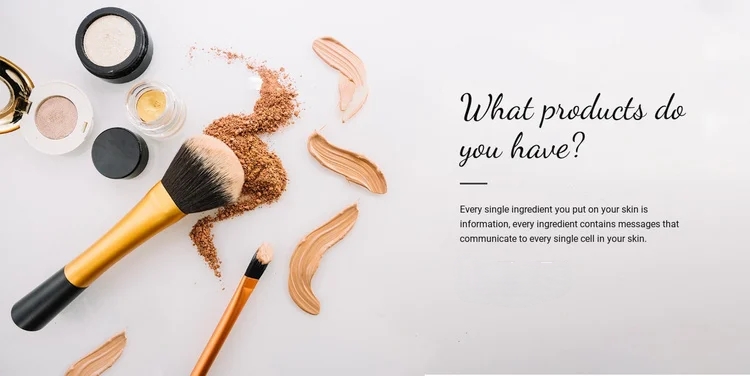 What products do
you have?
Every single ingredient you put on your skin is
information, every ingredient contains messages that
communicate to every single cell in your skin.